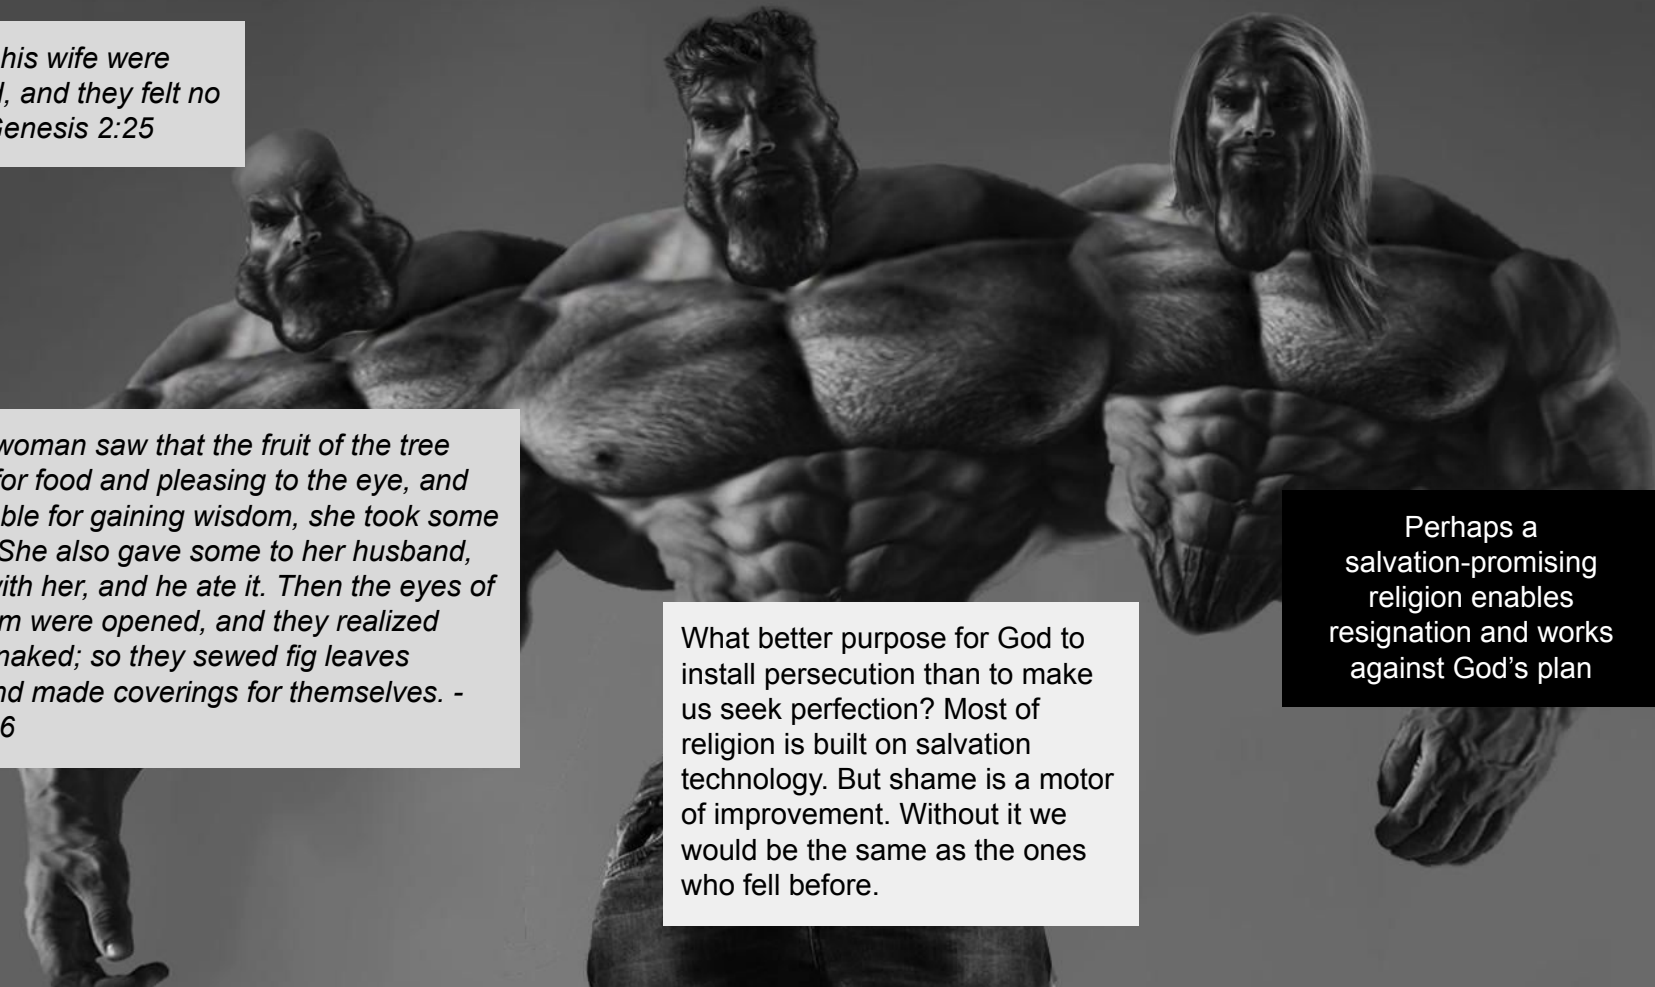 his wife were
, and they felt no
Genesis 2:25
woman saw that the fruit of the tree
for food and pleasing to the eye, and
ble for gaining wisdom, she took some
She also gave some to her husband,
with her, and he ate it. Then the eyes of
m were opened, and they realized
naked; so they sewed fig leaves
nd made coverings for themselves. -
6
What better purpose for God to
install persecution than to make
us seek perfection? Most of
religion is built on salvation
technology. But shame is a motor
of improvement. Without it we
would be the same as the ones
who fell before.
Perhaps a
salvation-promising
religion enables
resignation and works
against God's plan